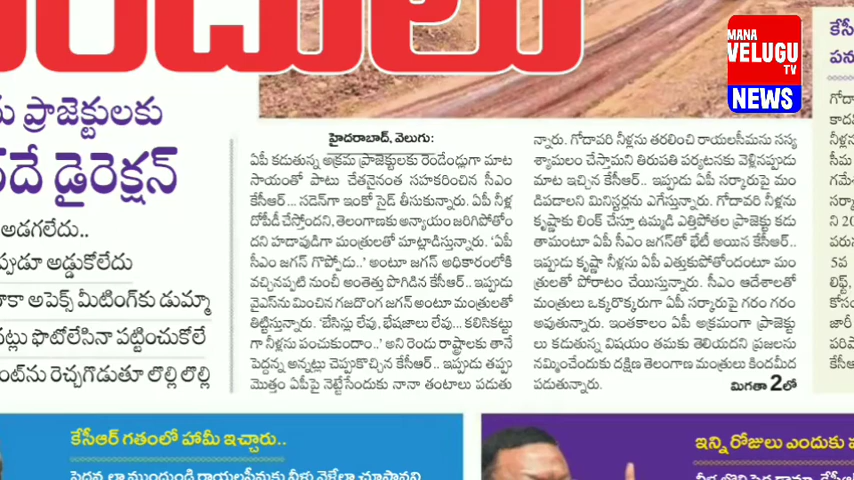 MANA
VELUGU
TV
NEWS
ప్రాజెక్టులకు
డైరెక్షన్
అడగలేదు..
అడ్డుకోలేదు
అపెక్స్ మీటింగ్‌కు డుమ్మా
ఫొటోలేసినా పట్టించుకోలే
రెచ్చగొడుతూ లొల్లిలొల్లి
హైదరాబాద్, వెలుగు:
ఏపీ కడుతున్న అక్రమ ప్రాజెక్టులకు రెండేండ్లుగా మాట
సాయంతో పాటు చేతనైనంత సహకరించిన సీఎం
కేసీఆర్... సడెన్‌గా ఇంకో సైడ్ తీసుకున్నారు. ఏపీ నీళ్ల
దోపీడీ చేస్తోందని, తెలంగాణకు అన్యాయం జరిగిపోతోం
దని హడావుడిగా మంత్రులతో మాట్లాడిస్తున్నారు. ‘ఏపీ
సీఎం జగన్ గొప్పోడు..’ అంటూ జగన్ అధికారంలోకి
వచ్చినప్పటి నుంచీ అంతెత్తు పొగిడిన కేసీఆర్.. ఇప్పుడు
వైఎస్‌ను మించిన గజదొంగ జగన్ అంటూ మంత్రులతో
తిట్టిస్తున్నారు. ‘బేసిన్లు లేవు, భేషజాలు లేవు... కలిసికట్టు
గా నీళ్లను పంచుకుందాం..’ అని రెండు రాష్ట్రాలకు తానే
పెద్దన్న అన్నట్లు చెప్పుకొచ్చిన కేసీఆర్.. ఇప్పుడు తప్పు
మొత్తం ఏపీపై నెట్టేసేందుకు నానా తంటాలు పడుతు
న్నారు. గోదావరి నీళ్లను తరలించి రాయలసీమను సస్య
శ్యామలం చేస్తామని తిరుపతి పర్యటనకు వెళ్లినప్పుడు
మాట ఇచ్చిన కేసీఆర్.. ఇప్పుడు ఏపీ సర్కారుపై మం
డిపడాలని మినిస్టర్లను ఎగేస్తున్నారు. గోదావరి నీళ్లను
కృష్ణాకు లింక్ చేస్తూ ఉమ్మడి ఎత్తిపోతల ప్రాజెక్టు కడు
తామంటూ ఏపీ సీఎం జగన్‌తో భేటీ అయిన కేసీఆర్..
ఇప్పుడు కృష్ణా నీళ్లను ఏపీ ఎత్తుకుపోతోందంటూ మం
త్రులతో పోరాటం చేయిస్తున్నారు. సీఎం ఆదేశాలతో
మంత్రులు ఒక్కరొక్కరుగా ఏపీ సర్కారుపై గరం గరం
అవుతున్నారు. ఇంతకాలం ఏపీ అక్రమంగా ప్రాజెక్టు
లు కడుతున్న విషయం తమకు తెలియదని ప్రజలను
నమ్మించేందుకు దక్షిణ తెలంగాణ మంత్రులు కిందమీద
పడుతున్నారు.
మిగతా 2లో
కేసీఆర్ గతంలో హామీ ఇచ్చారు..
ఇన్ని రోజులు ఎందుకు